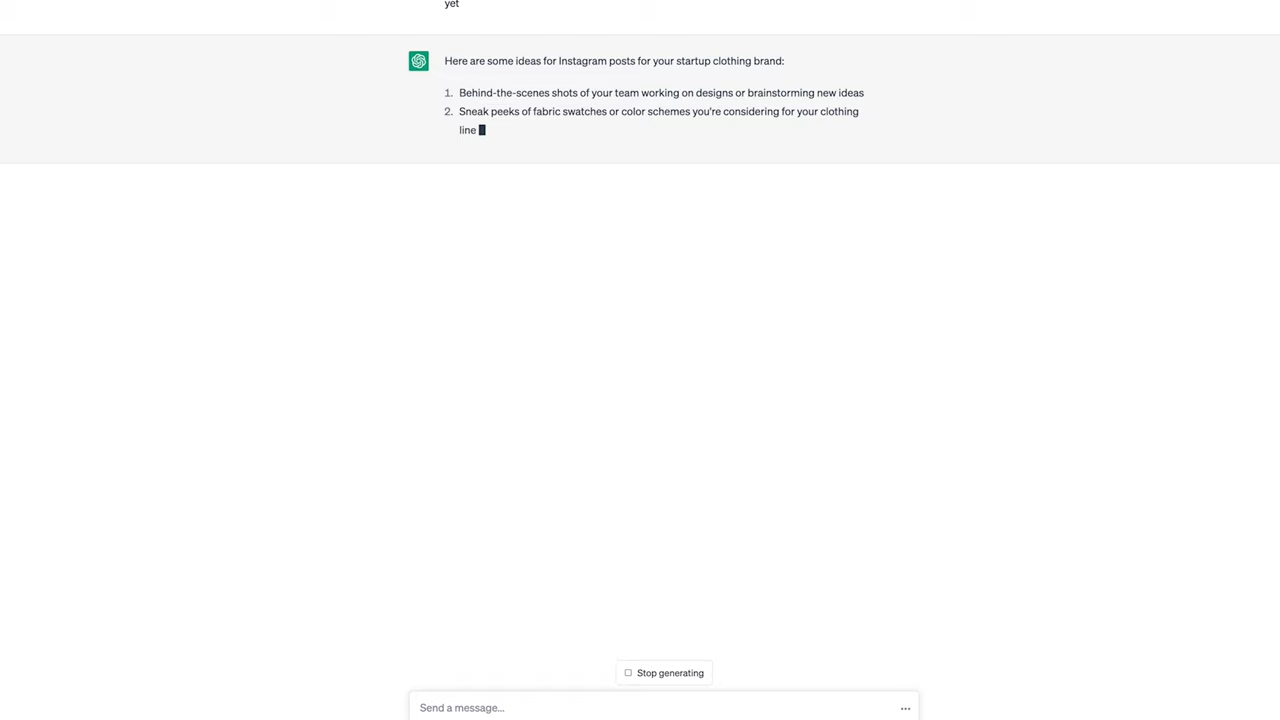 yet
Here are some ideas for Instagram posts for your startup clothing brand:
1. Behind-the-scenes shots of your team working on designs or brainstorming new ideas
2. Sneak peeks of fabric swatches or color schemes you're considering for your clothing
line
Stop generating
Send a message...